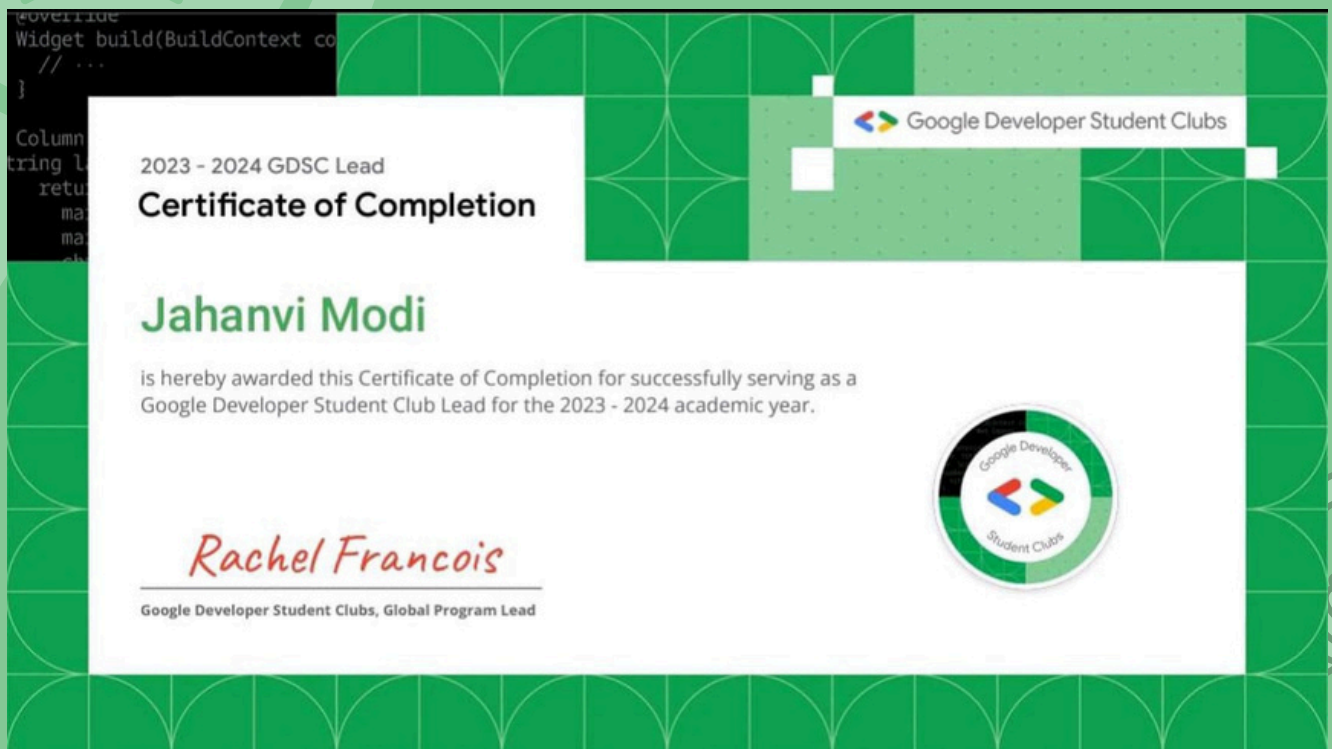 @override
Widget build(BuildContext co
// ...
}
Column
tring l
retu
ma
ma
Google Developer Student Clubs
2023 - 2024 GDSC Lead
Certificate of Completion
Jahanvi Modi
is hereby awarded this Certificate of Completion for successfully serving as a
Google Developer Student Club Lead for the 2023 - 2024 academic year.
Google Developer
Student Clubs
Rachel Francois
Google Developer Student Clubs, Global Program Lead